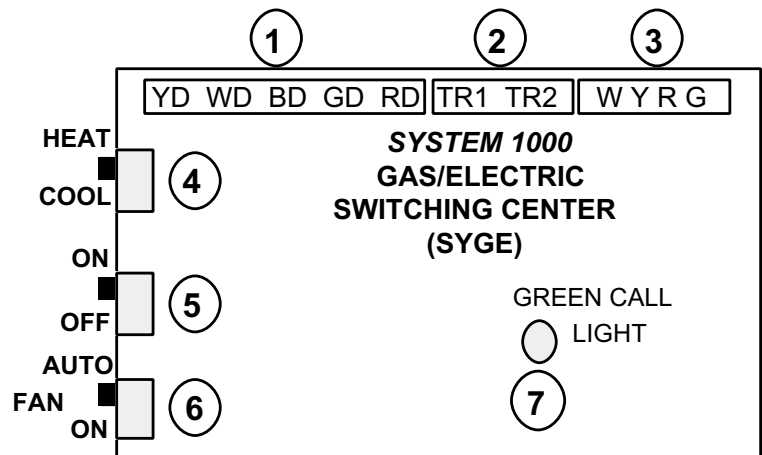 1 2 3
YD WD BD GD RD TR1 TR2 W Y R G
HEAT
COOL
4
SYSTEM 1000
GAS/ELECTRIC
SWITCHING CENTER
(SYGE)
ON
OFF
5
GREEN CALL
LIGHT
7
AUTO
FAN
ON
6